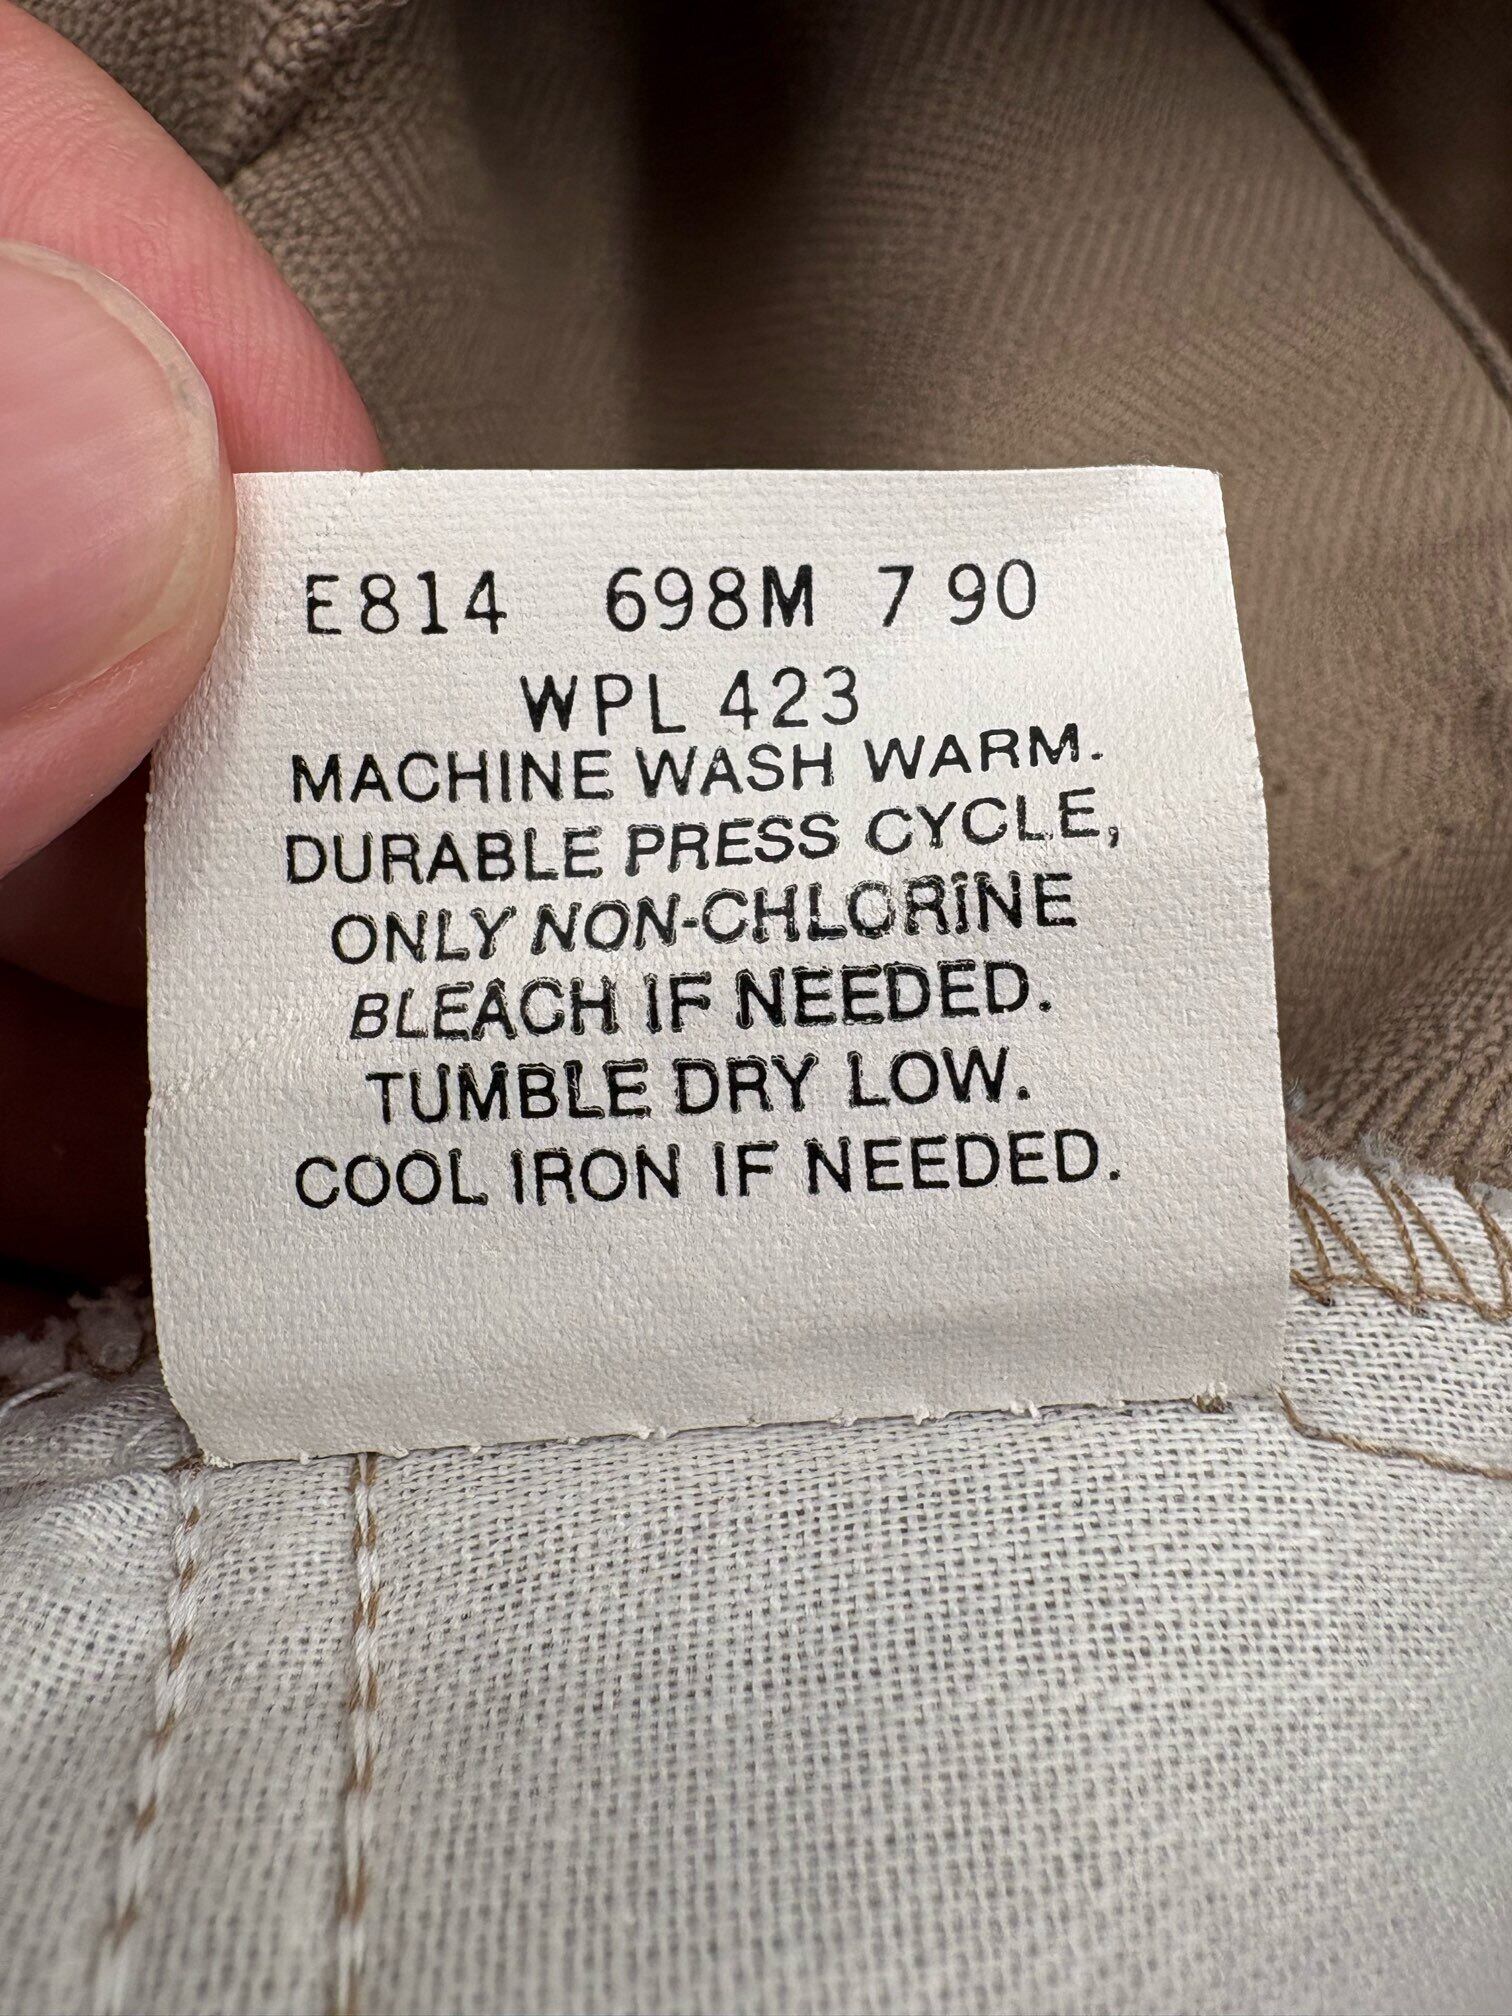 E814 698M 7 90
WPL 423
MACHINE WASH WARM.
DURABLE PRESS CYCLE,
ONLY NON-CHLORINE
BLEACH IF NEEDED.
TUMBLE DRY LOW.
COOL IRON IF NEEDED.